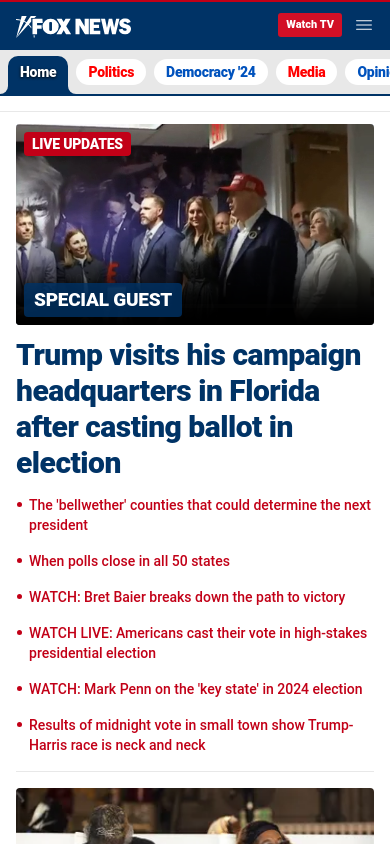 FOX NEWS
Watch TV
Home
Politics
Democracy '24
Media
Opini
LIVE UPDATES
SPECIAL GUEST
Trump visits his campaign
headquarters in Florida
after casting ballot in
election
• The 'bellwether' counties that could determine the next
president
• When polls close in all 50 states
• WATCH: Bret Baier breaks down the path to victory
• WATCH LIVE: Americans cast their vote in high-stakes
presidential election
• WATCH: Mark Penn on the 'key state' in 2024 election
• Results of midnight vote in small town show Trump-
Harris race is neck and neck